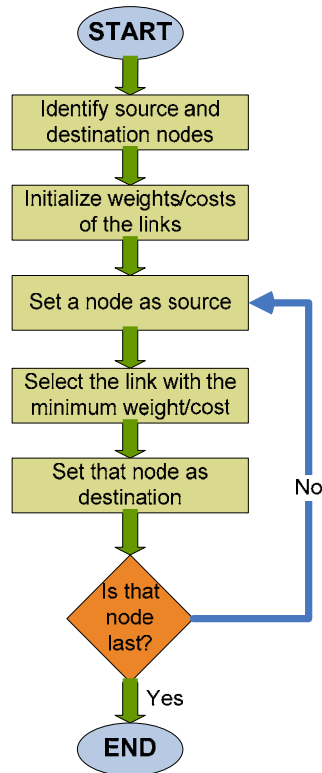 START
Identify source and
destination nodes
Initialize weights/costs
of the links
Set a node as source
Select the link with the
minimum weight/cost
Set that node as
destination
No
Is that
node
last?
Yes
END